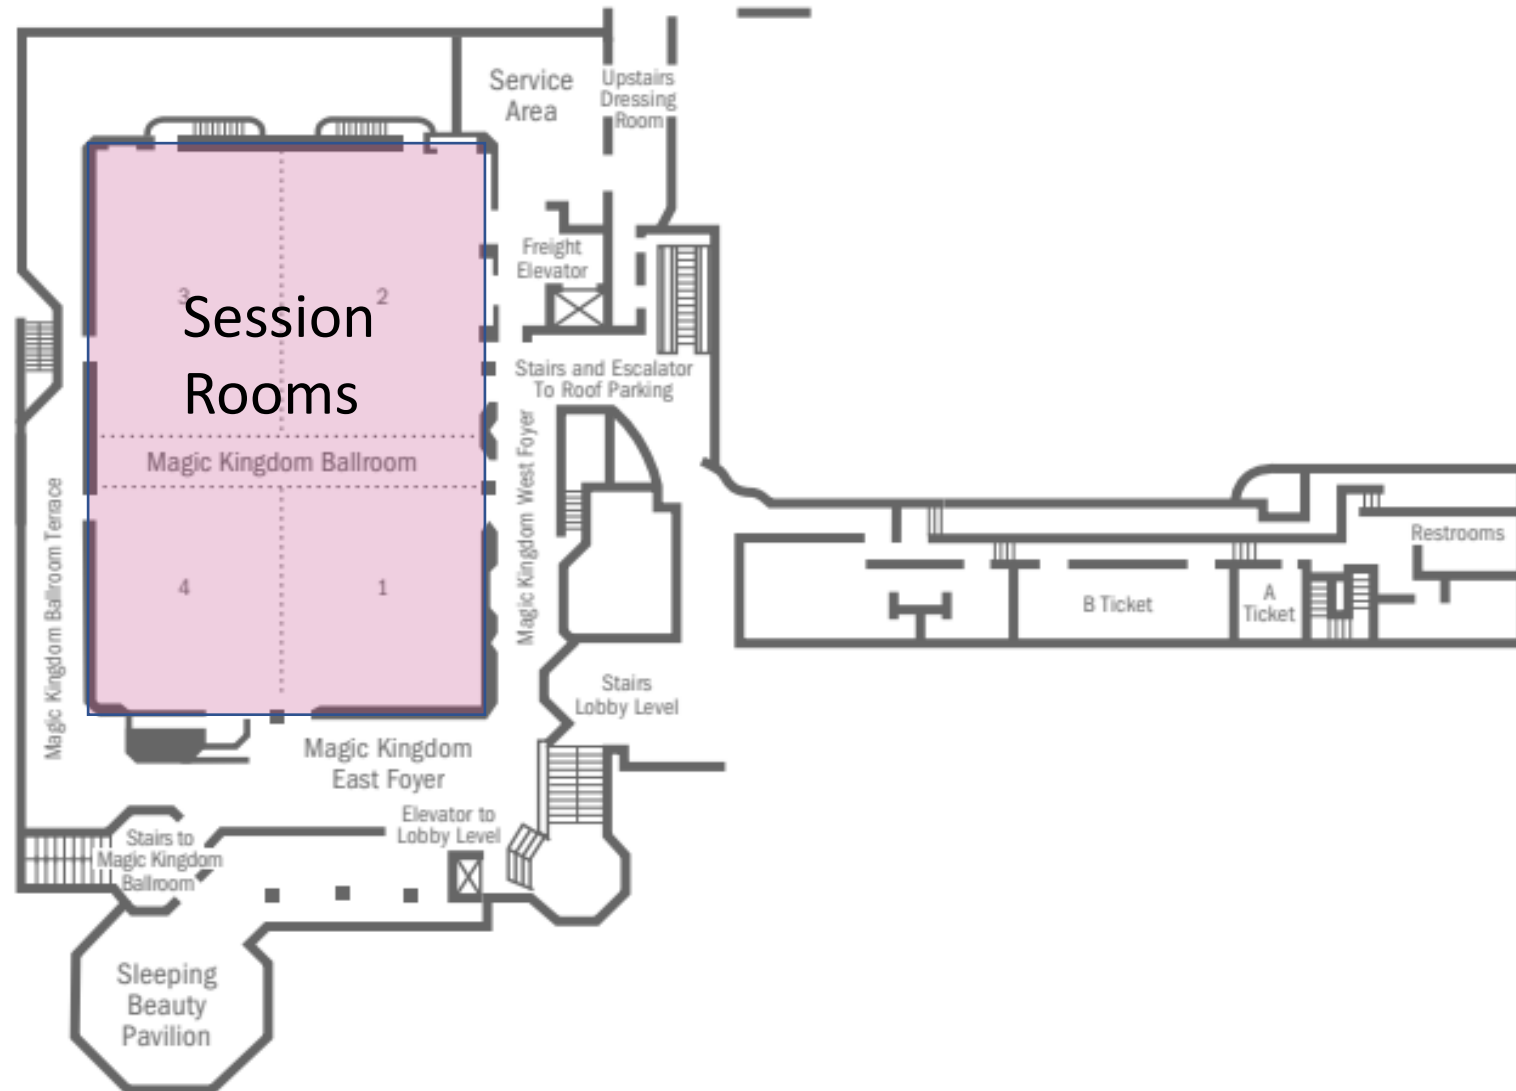 Service
Area
Upstairs
Dressing
Room
Freight
Elevator
3
2
Session
Rooms
Stairs and Escalator
To Roof Parking
Magic Kingdom Ballroom
Magic Kingdom West Foyer
Magic Kingdom Ballroom Terrace
4
1
Restrooms
B Ticket
A
Ticket
Stairs
Lobby Level
Magic Kingdom
East Foyer
Elevator to
Lobby Level
Stairs to
Magic Kingdom
Ballroom
Sleeping
Beauty
Pavilion